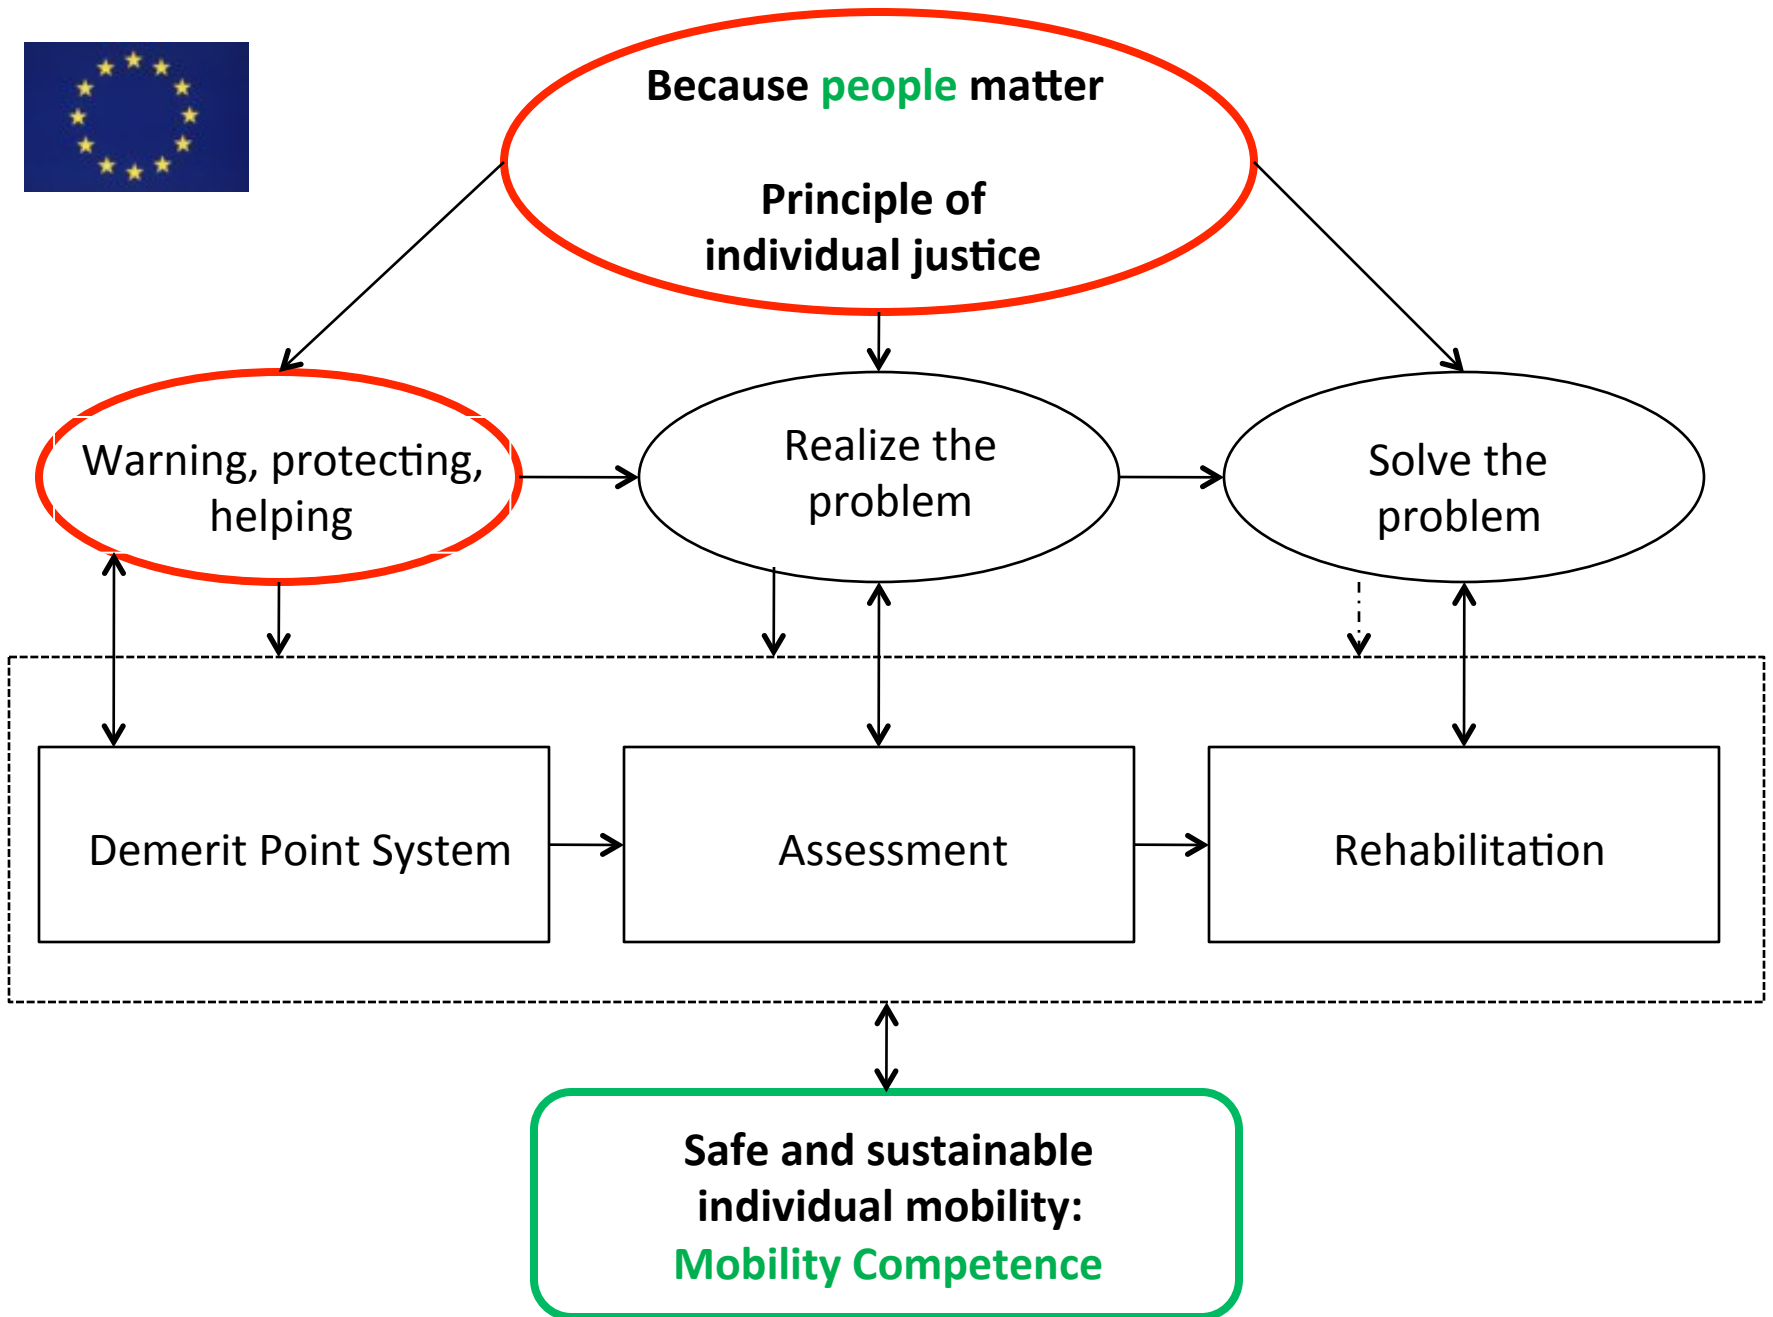 Because people matter
Principle of
individual justice
Warning, protecting,
helping
Realize the
problem
Solve the
problem
Demerit Point System
Assessment
Rehabilitation
Safe and sustainable
individual mobility:
Mobility Competence